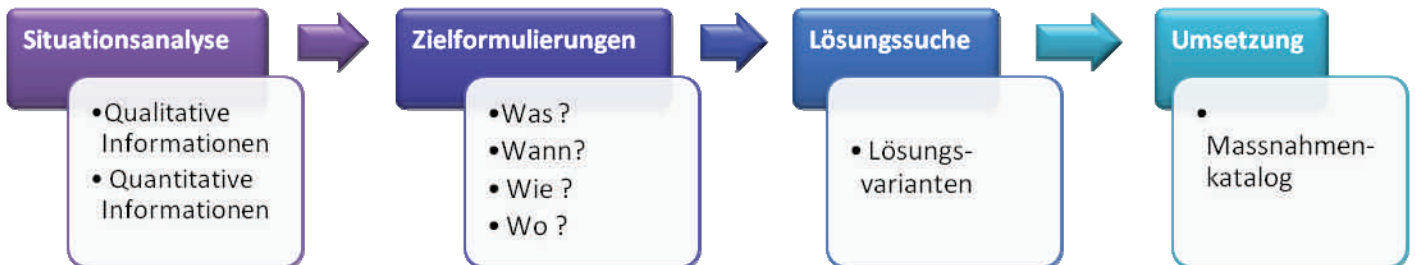 Situationsanalyse
•Qualitative
Informationen
• Quantitative
Informationen
Zielformulierungen
•Was ?
•Wann?
• Wie ?
• Wo ?
Lösungssuche
• Lösungs-
varianten
Umsetzung
•
Massnahmen-
katalog